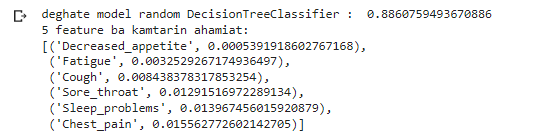 deghate model random DecisionTreeClassifier :  0.8860759493670886
5 feature ba kamtarin ahamiat:
[('Decreased_appetite', 0.0005391918602767168),
('Fatigue', 0.0032529267174936497),
('Cough', 0.008438378317853254),
('Sore_throat', 0.01291516972289134),
('Sleep_problems', 0.013967456015920879),
('Chest_pain', 0.015562772602142705)]